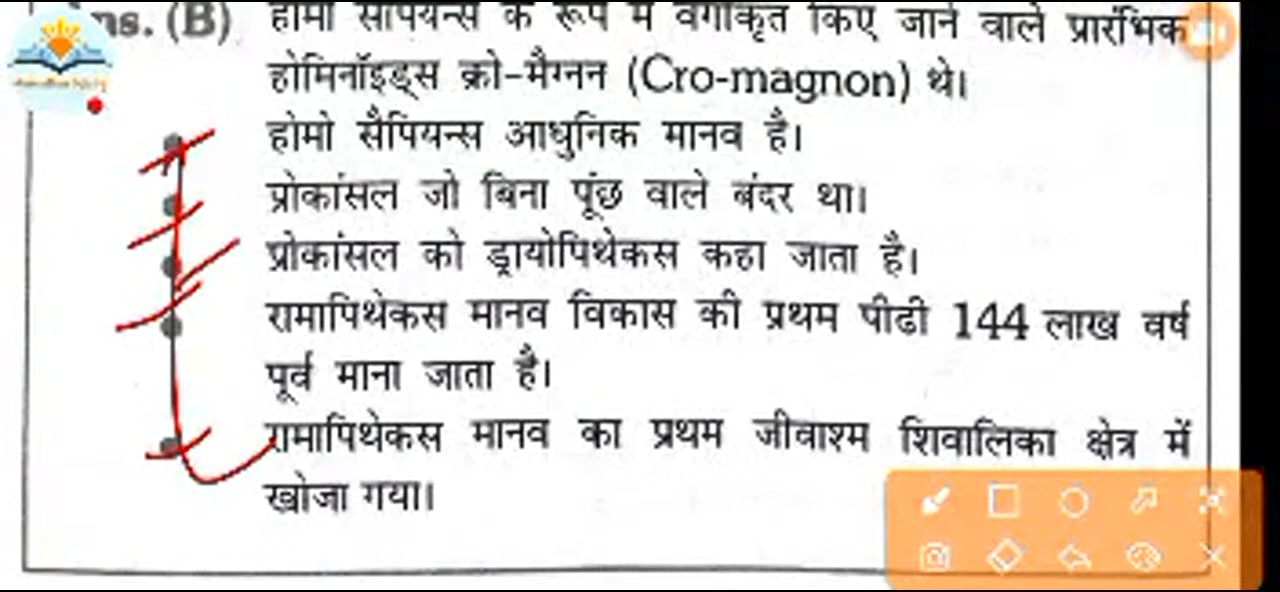 ns. (B) होमो सेपियन्स के रूप में वर्गीकृत किए जाने वाले प्रारंभिक
होमिनॉइड्स क्रो-मैग्नन (Cro-magnon) थे।
होमो सैपियन्स आधुनिक मानव है।
प्रोकांसल जो बिना पूंछ वाले बंदर था।
प्रोकांसल को ड्रायोपिथेकस कहा जाता है।
रामापिथेकस मानव विकास की प्रथम पीढी 144 लाख वर्ष
पूर्व माना जाता है।
रामापिथेकस मानव का प्रथम जीवाश्म शिवालिका क्षेत्र में
खोजा गया।